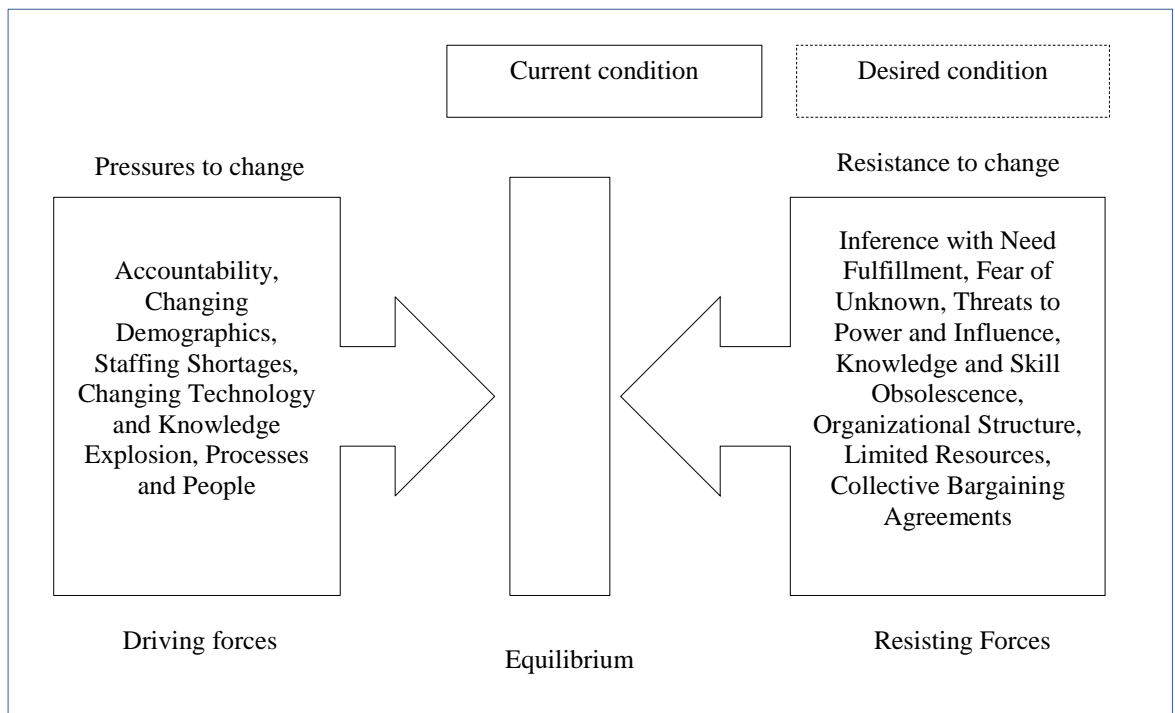 Current condition
Desired condition
Pressures to change
Resistance to change
Accountability,
Changing
Demographics,
Staffing Shortages,
Changing Technology
and Knowledge
Explosion, Processes
and People
Inference with Need
Fulfillment, Fear of
Unknown, Threats to
Power and Influence,
Knowledge and Skill
Obsolescence,
Organizational Structure,
Limited Resources,
Collective Bargaining
Agreements
Driving forces
Equilibrium
Resisting Forces